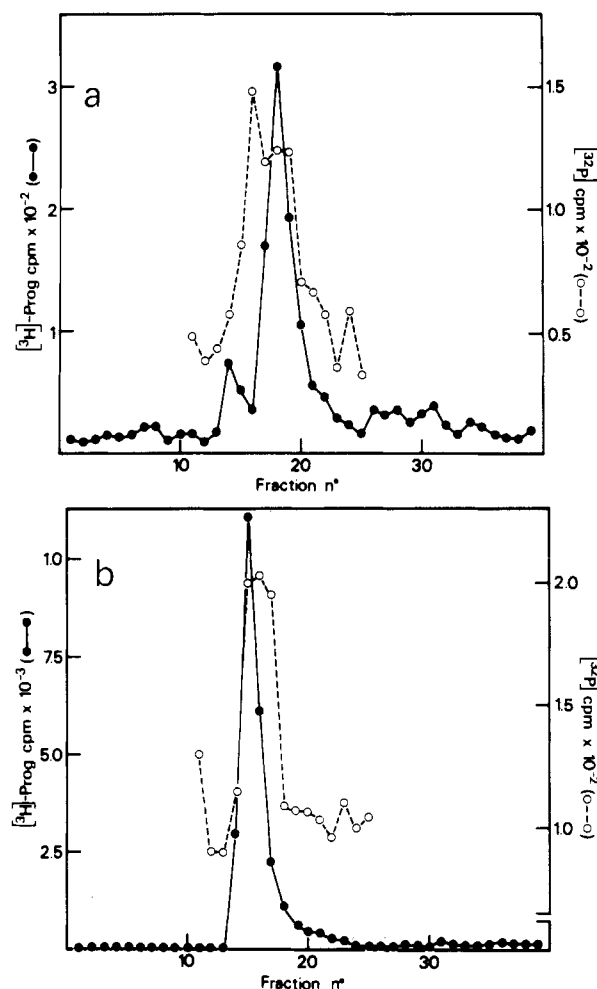 a
3
2
1
[³H]-Prog cpm x 10⁻² (●—●)
1.5
1.0
0.5
[³²P] cpm x 10⁻² (○--○)
10 20 30
Fraction n°
b
1.0
7.5
5.0
2.5
[³H]-Prog cpm x 10⁻³ (●—●)
2.0
1.5
1.0
[³²P] cpm x 10⁻² (○--○)
10 20 30
Fraction n°